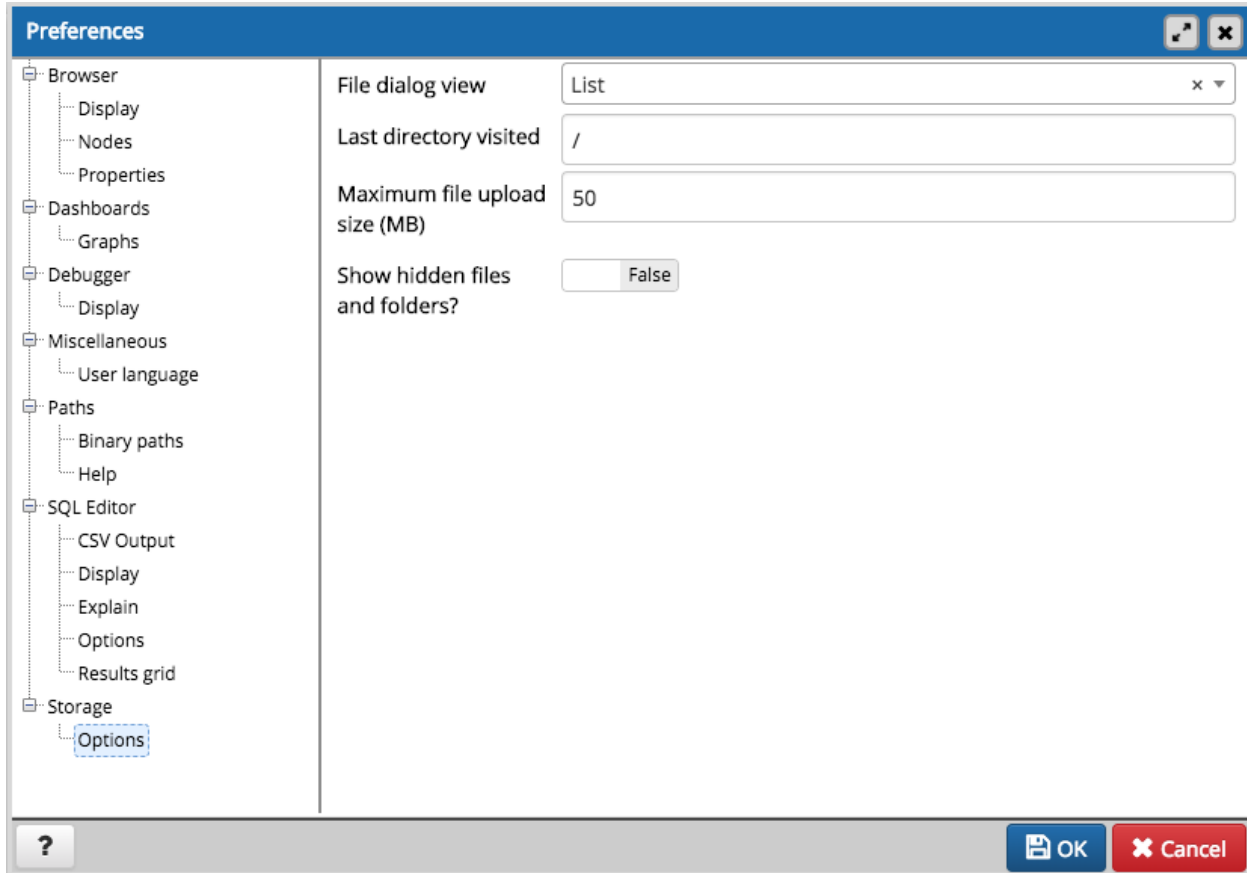 Preferences
Browser
Display
Nodes
Properties
Dashboards
Graphs
Debugger
Display
Miscellaneous
User language
Paths
Binary paths
Help
SQL Editor
CSV Output
Display
Explain
Options
Results grid
Storage
Options
File dialog view
List
Last directory visited
/
Maximum file upload
size (MB)
50
Show hidden files
and folders?
False
?
OK
Cancel